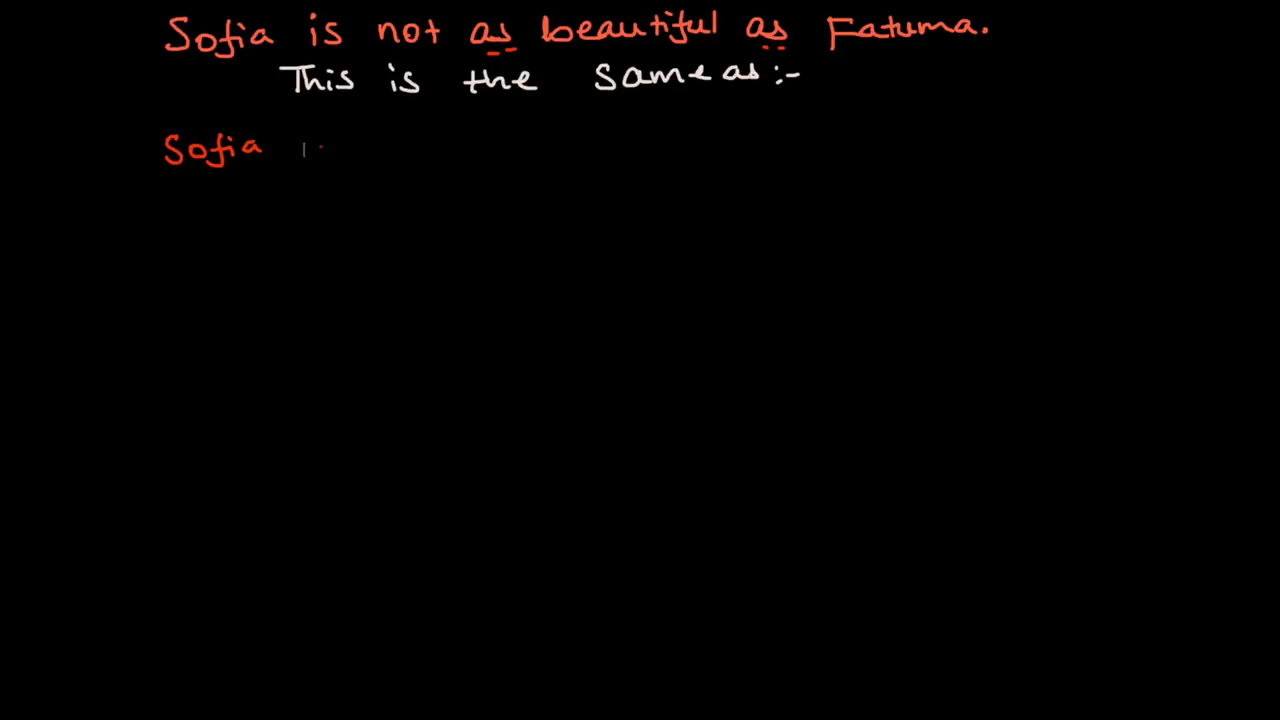 Sofia is not as beautiful as Fatuma.
This is the same as :-
Sofia